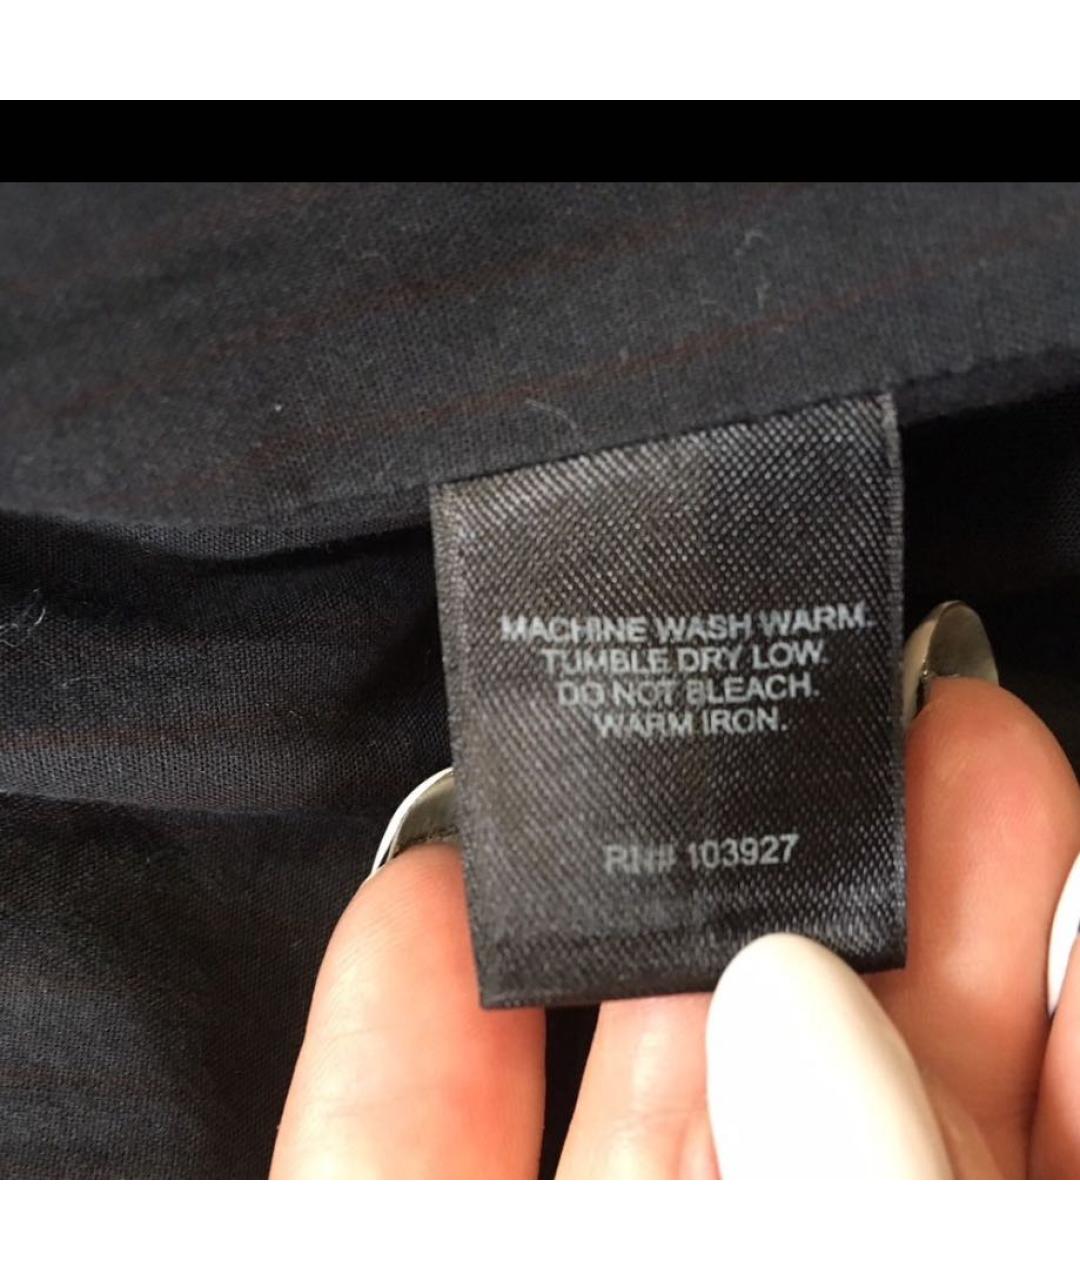 MACHINE WASH WARM.
TUMBLE DRY LOW.
DO NOT BLEACH.
WARM IRON.
RN# 103927